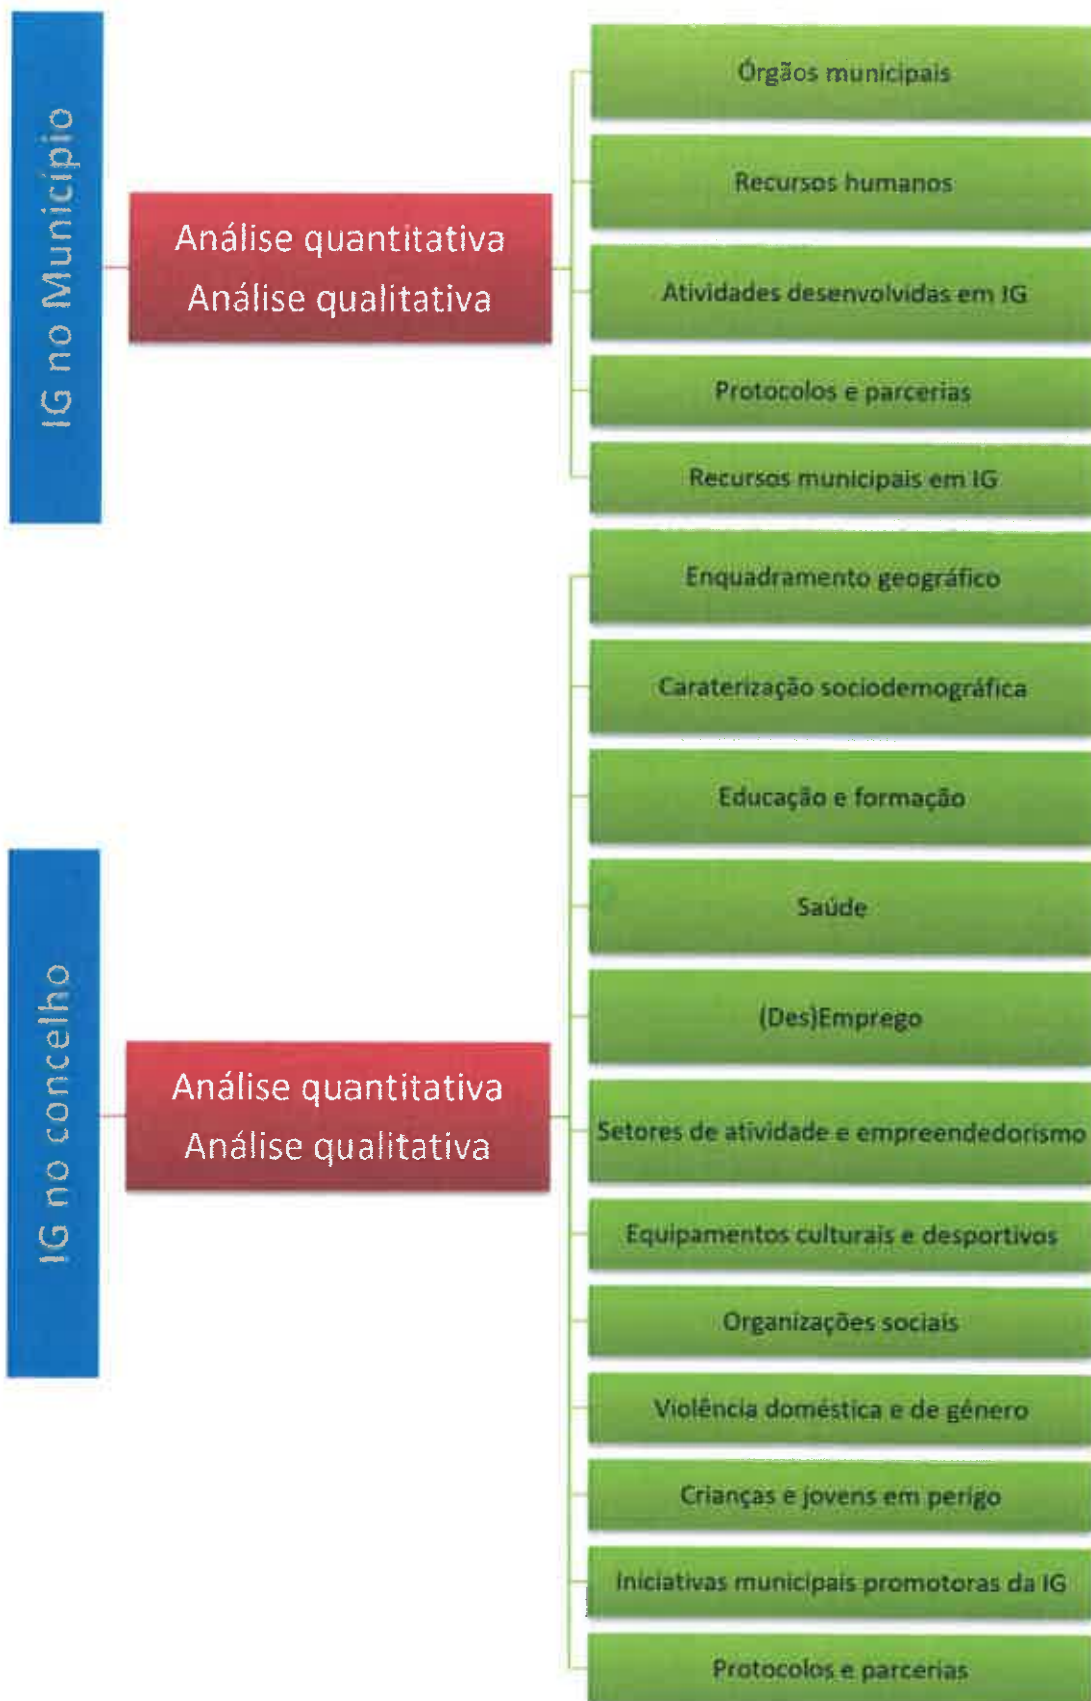 IG no Município
Análise quantitativa
Análise qualitativa
Órgãos municipais
Recursos humanos
Atividades desenvolvidas em IG
Protocolos e parcerias
Recursos municipais em IG
IG no concelho
Análise quantitativa
Análise qualitativa
Enquadramento geográfico
Caraterização sociodemográfica
Educação e formação
Saúde
(Des)Emprego
Setores de atividade e empreendedorismo
Equipamentos culturais e desportivos
Organizações sociais
Violência doméstica e de género
Crianças e jovens em perigo
Iniciativas municipais promotoras da IG
Protocolos e parcerias